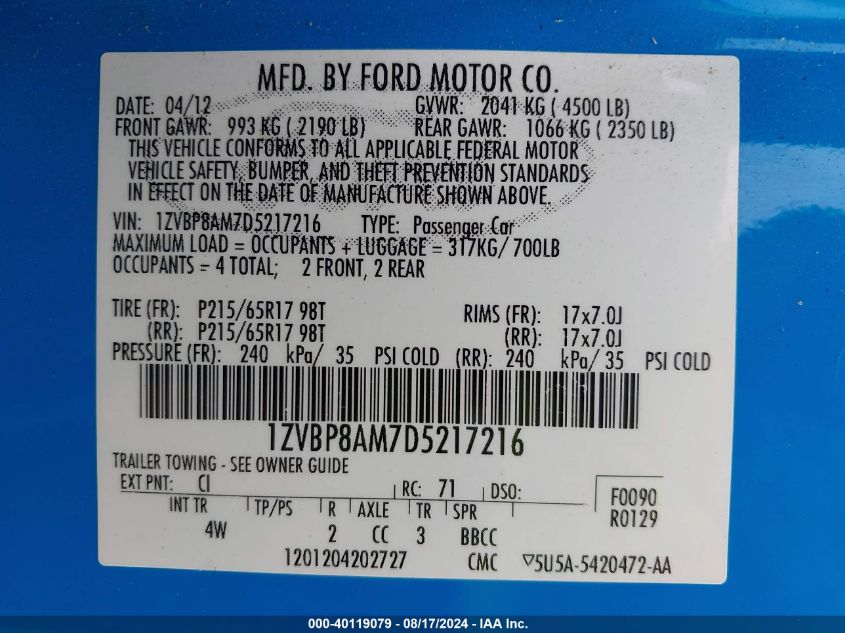 MFD. BY FORD MOTOR CO.
DATE: 04/12 GVWR: 2041 KG ( 4500 LB)
FRONT GAWR: 993 KG ( 2190 LB) REAR GAWR: 1066 KG ( 2350 LB)
THIS VEHICLE CONFORMS TO ALL APPLICABLE FEDERAL MOTOR
VEHICLE SAFETY, BUMPER, AND THEFT PREVENTION STANDARDS
IN EFFECT ON THE DATE OF MANUFACTURE SHOWN ABOVE.
VIN: 1ZVBP8AM7D5217216 TYPE: Passenger Car
MAXIMUM LOAD = OCCUPANTS + LUGGAGE = 317KG/ 700LB
OCCUPANTS = 4 TOTAL; 2 FRONT, 2 REAR
TIRE (FR): P215/65R17 98T RIMS (FR): 17x7.0J
(RR): P215/65R17 98T (RR): 17x7.0J
PRESSURE (FR): 240 kPa/ 35 PSI COLD (RR): 240 kPa/ 35 PSI COLD
1ZVBP8AM7D5217216
TRAILER TOWING - SEE OWNER GUIDE
EXT PNT: CI RC: 71 DSO: F0090
INT TR TP/PS R AXLE TR SPR R0129
4W 2 CC 3 BBCC
1201204202727 CMC ▽5U5A-5420472-AA
000-40119079 - 08/17/2024 - IAA, Inc.